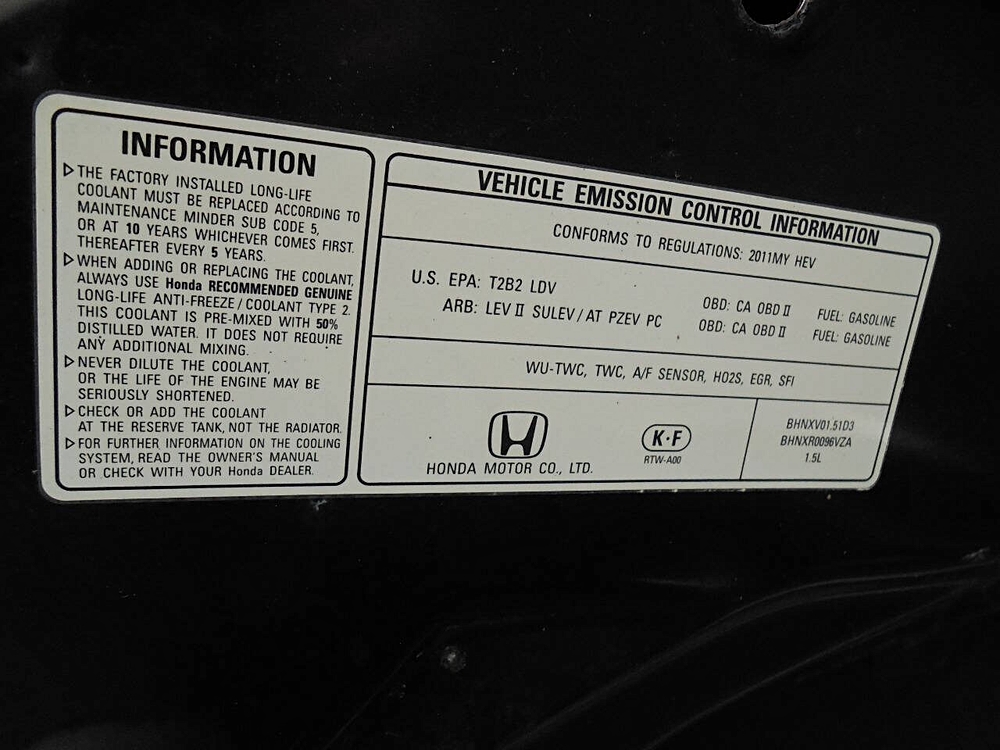 INFORMATION
▷THE FACTORY INSTALLED LONG-LIFE
COOLANT MUST BE REPLACED ACCORDING TO
MAINTENANCE MINDER SUB CODE 5,
OR AT 10 YEARS WHICHEVER COMES FIRST.
THEREAFTER EVERY 5 YEARS.
▷WHEN ADDING OR REPLACING THE COOLANT,
ALWAYS USE Honda RECOMMENDED GENUINE
LONG-LIFE ANTI-FREEZE/COOLANT TYPE 2.
THIS COOLANT IS PRE-MIXED WITH 50%
DISTILLED WATER. IT DOES NOT REQUIRE
ANY ADDITIONAL MIXING.
▷NEVER DILUTE THE COOLANT,
OR THE LIFE OF THE ENGINE MAY BE
SERIOUSLY SHORTENED.
▷CHECK OR ADD THE COOLANT
AT THE RESERVE TANK, NOT THE RADIATOR.
▷FOR FURTHER INFORMATION ON THE COOLING
SYSTEM, READ THE OWNER'S MANUAL
OR CHECK WITH YOUR Honda DEALER.
VEHICLE EMISSION CONTROL INFORMATION
CONFORMS TO REGULATIONS: 2011MY HEV
U.S. EPA: T2B2 LDV OBD: CA OBD II FUEL: GASOLINE
ARB: LEV II SULEV/AT PZEV PC OBD: CA OBD II FUEL: GASOLINE
WU-TWC, TWC, A/F SENSOR, HO2S, EGR, SFI
HONDA MOTOR CO., LTD.
K·F
RTW-A00
BHNXV01.51D3
BHNXR0096VZA
1.5L